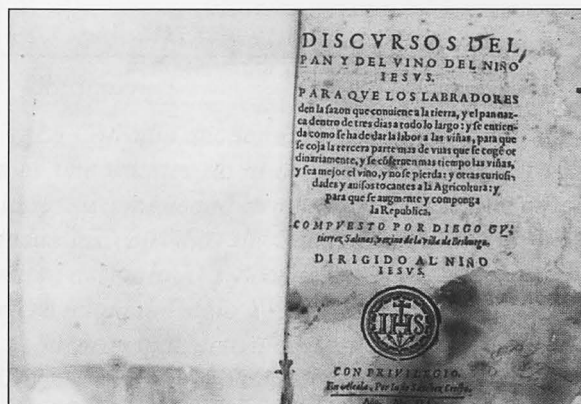 DISCVRSOS DEL
PAN Y DEL VINO DEL NIÑO
IESVS.
PARA QVE LOS LABRADORES
den la sazon que conuiene a la tierra, y el pan naz-
ca dentro de tres dias a todo lo largo: y se entien-
da como se ha de dar la labor a las viñas, para que
se coja la tercera parte mas de vuas que se coge or
dinariamente, y se cōseruen mas tiempo las viñas,
y sea mejor el vino, y no se pierda: y otras curiosi-
dades y auisos tocantes a la Agricultura: y
para que se augmente y componga
la Republica.
COMPVESTO POR DIEGO GV-
tierrez Salinas, vezino de la villa de Brihuega.
DIRIGIDO AL NIÑO
IESVS.
IHS
CON PRIVILEGIO.
En Alcala, Por Sanchez